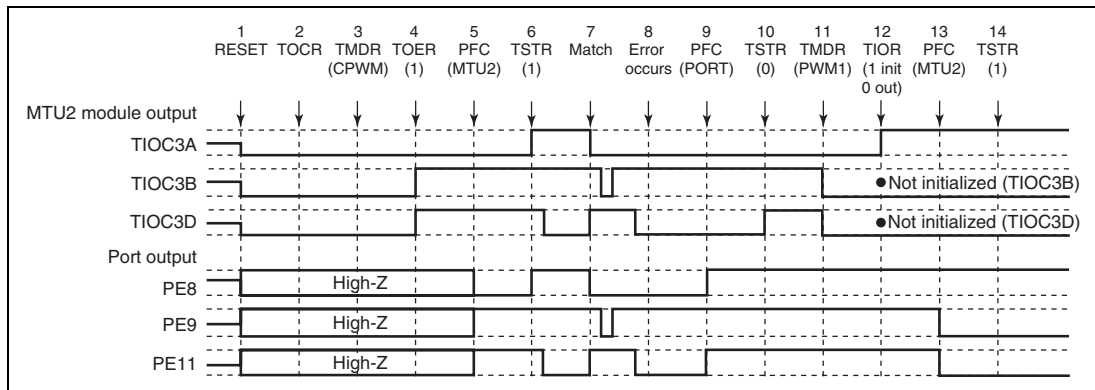 1 2 3 4 5 6 7 8 9 10 11 12 13 14
RESET TOCR TMDR TOER PFC TSTR Match Error PFC TSTR TMDR TIOR PFC TSTR
(CPWM) (1) (MTU2) (1) occurs (PORT) (0) (PWM1) (1 init (MTU2) (1)
0 out)
MTU2 module output
TIOC3A
TIOC3B ●Not initialized (TIOC3B)
TIOC3D ●Not initialized (TIOC3D)
Port output
PE8 High-Z
PE9 High-Z
PE11 High-Z